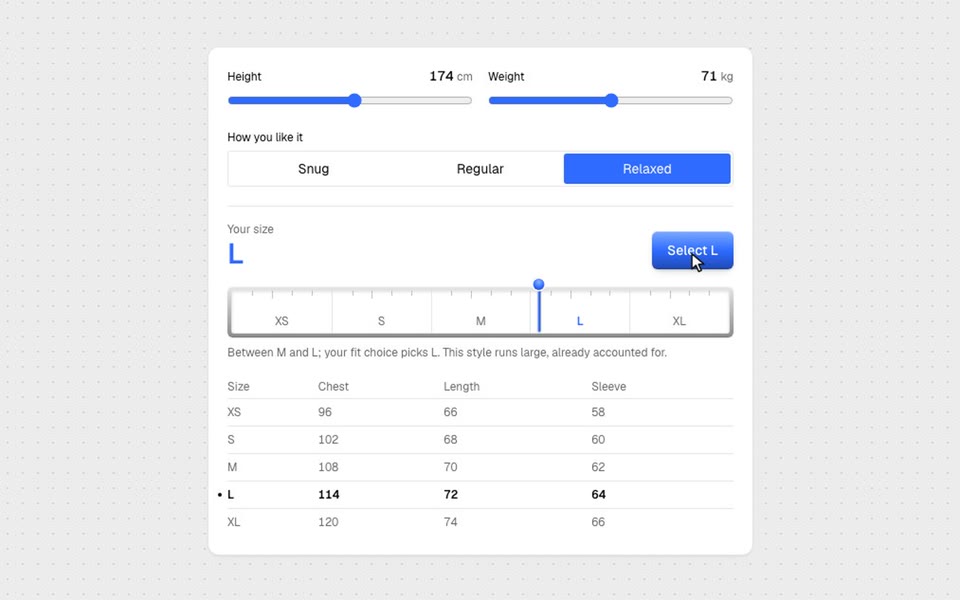 Height 174 cm Weight 71 kg
How you like it
Snug Regular Relaxed
Your size
L
Select L
XS S M L XL
Between M and L; your fit choice picks L. This style runs large, already accounted for.
Size Chest Length Sleeve
XS 96 66 58
S 102 68 60
M 108 70 62
• L 114 72 64
XL 120 74 66